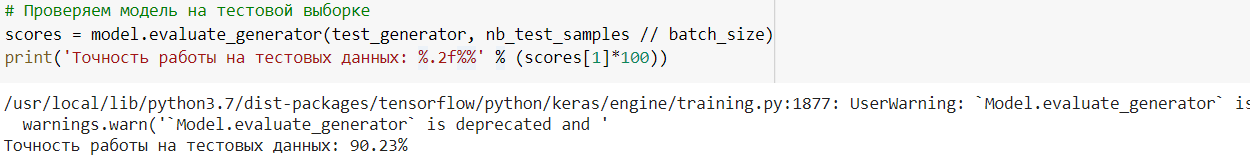 # Проверяем модель на тестовой выборке
scores = model.evaluate_generator(test_generator, nb_test_samples // batch_size)
print('Точность работы на тестовых данных: %.2f%%' % (scores[1]*100))
/usr/local/lib/python3.7/dist-packages/tensorflow/python/keras/engine/training.py:1877: UserWarning: `Model.evaluate_generator` is
warnings.warn('`Model.evaluate_generator` is deprecated and '
Точность работы на тестовых данных: 90.23%